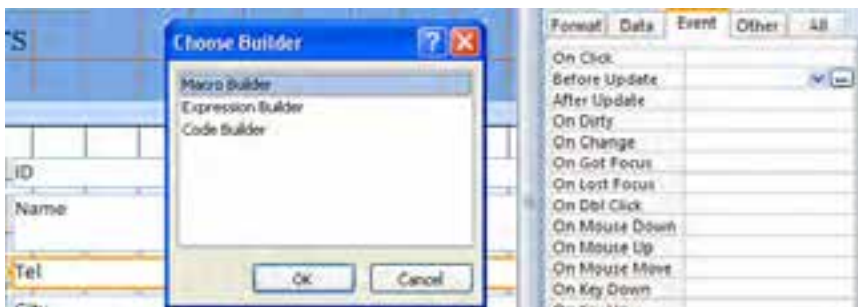 rs
_ID
Name
Tel
Choose Builder
Macro Builder
Expression Builder
Code Builder
OK
Cancel
Format Data Event Other All
On Click
Before Update
After Update
On Dirty
On Change
On Got Focus
On Lost Focus
On Dbl Click
On Mouse Down
On Mouse Up
On Mouse Move
On Key Down